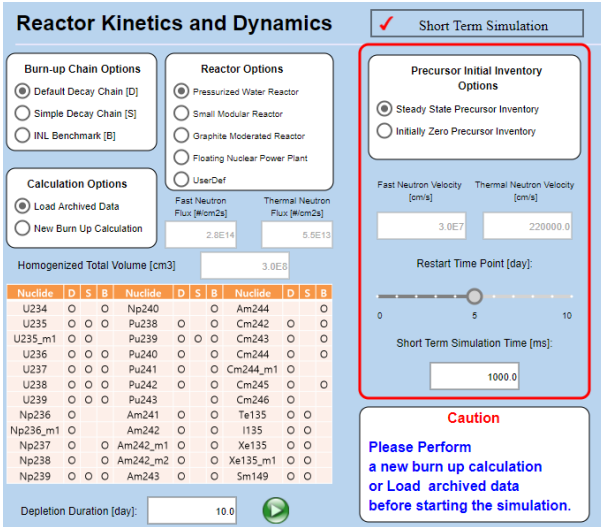 Reactor Kinetics and Dynamics
Short Term Simulation
Burn-up Chain Options
Default Decay Chain [D]
Simple Decay Chain [S]
INL Benchmark [B]
Reactor Options
Pressurized Water Reactor
Small Modular Reactor
Graphite Moderated Reactor
Floating Nuclear Power Plant
UserDef
Calculation Options
Load Archived Data
New Burn Up Calculation
Fast Neutron
Flux [#/cm2s]
2.8E14
Thermal Neutron
Flux [#/cm2s]
5.5E13
Homogenized Total Volume [cm3]
3.0E8
Nuclide D S B Nuclide D S B Nuclide D S B
U234 O O Np240 O Am244 O
U235 O O O Pu238 O O Cm242 O O
U235_m1 O O Pu239 O O O Cm243 O O
U236 O O O Pu240 O O Cm244 O O
U237 O O O Pu241 O O Cm244_m1 O
U238 O O O Pu242 O O Cm245 O O
U239 O O O Pu243 O Cm246 O
Np236 O Am241 O O Te135 O O
Np236_m1 O Am242 O O I135 O O
Np237 O O Am242_m1 O O Xe135 O O
Np238 O O Am242_m2 O O Xe135_m1 O O
Np239 O O O Am243 O O Sm149 O O
Depletion Duration [day]:
10.0
Precursor Initial Inventory
Options
Steady State Precursor Inventory
Initially Zero Precursor Inventory
Fast Neutron Velocity
[cm/s]
3.0E7
Thermal Neutron Velocity
[cm/s]
220000.0
Restart Time Point [day]:
0 5 10
Short Term Simulation Time [ms]:
1000.0
Caution
Please Perform
a new burn up calculation
or Load archived data
before starting the simulation.